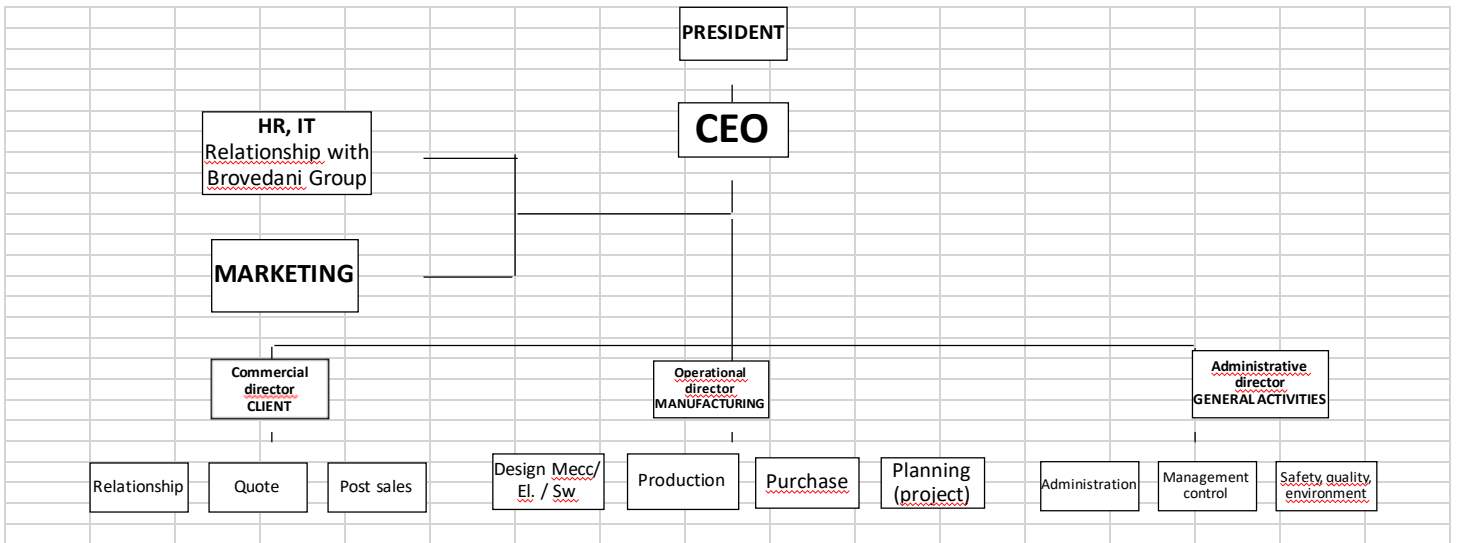 PRESIDENT
CEO
HR, IT
Relationship with
Brovedani Group
MARKETING
Commercial
director
CLIENT
Operational
director
MANUFACTURING
Administrative
director
GENERAL ACTIVITIES
Relationship
Quote
Post sales
Design Mecc/
El. / Sw
Production
Purchase
Planning
(project)
Administration
Management
control
Safety, quality,
environment